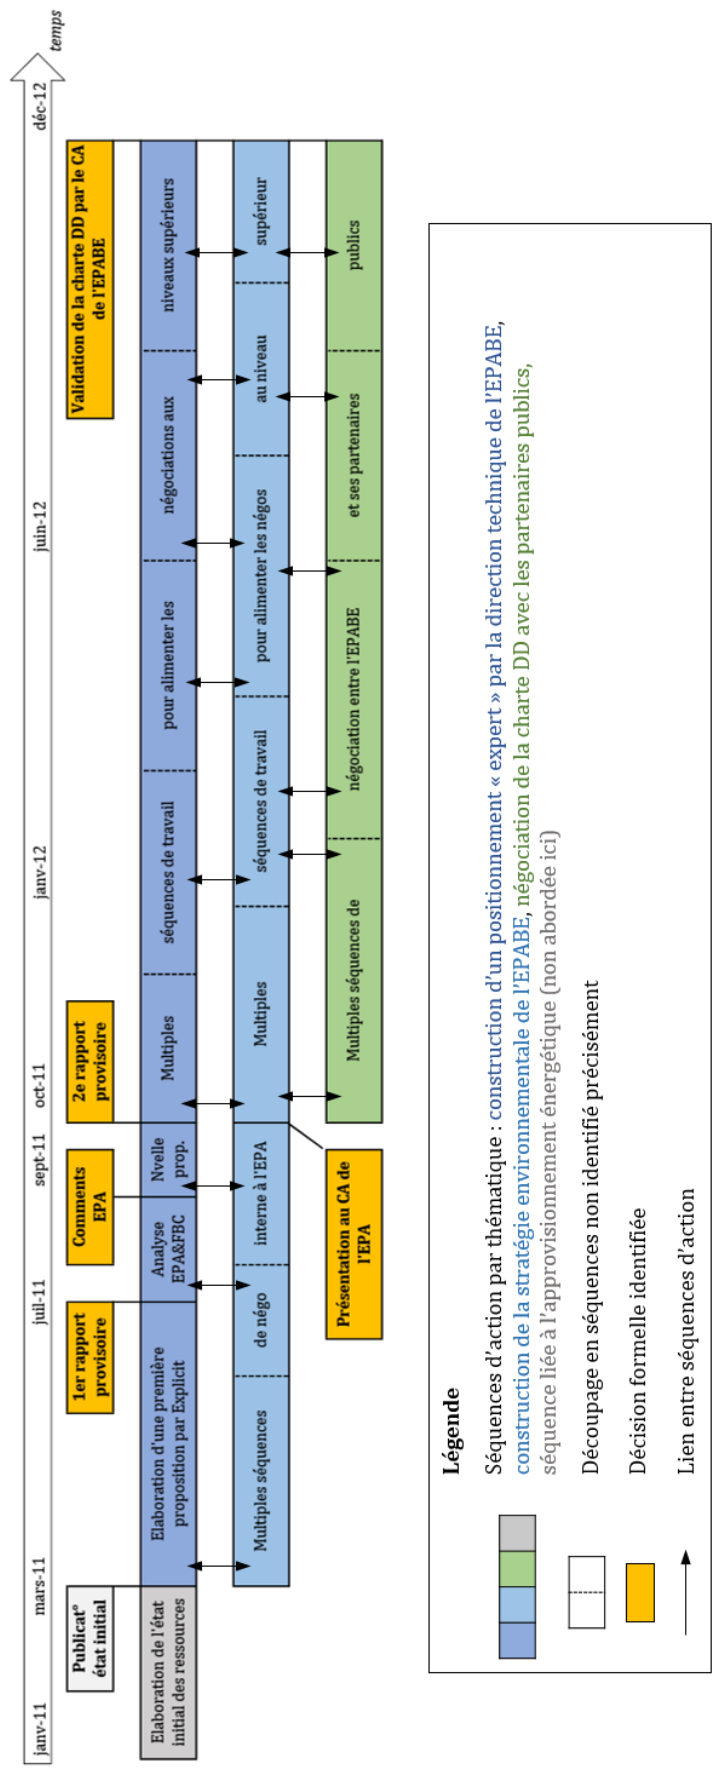 temps
janv-11
mars-11
juil-11
sept-11
oct-11
janv-12
juin-12
déc-12
Publicat°
état initial
1er rapport
provisoire
Comments
EPA
2e rapport
provisoire
Validation de la charte DD par le CA
de l'EPABE
Elaboration de l'état
initial des ressources
Elaboration d'une première
proposition par Explicit
Analyse
EPA&FBC
Nvelle
prop.
Multiples
séquences de travail
pour alimenter les
négociations aux
niveaux supérieurs
Multiples séquences
de négo
interne à l'EPA
Multiples
séquences de travail
pour alimenter les négos
au niveau
supérieur
Présentation au CA de
l'EPA
Multiples séquences de
négociation entre l'EPABE
et ses partenaires
publics
Légende
Séquences d'action par thématique : construction d'un positionnement « expert » par la direction technique de l'EPABE,
construction de la stratégie environnementale de l'EPABE, négociation de la charte DD avec les partenaires publics,
séquence liée à l'approvisionnement énergétique (non abordée ici)
Découpage en séquences non identifié précisément
Décision formelle identifiée
Lien entre séquences d'action